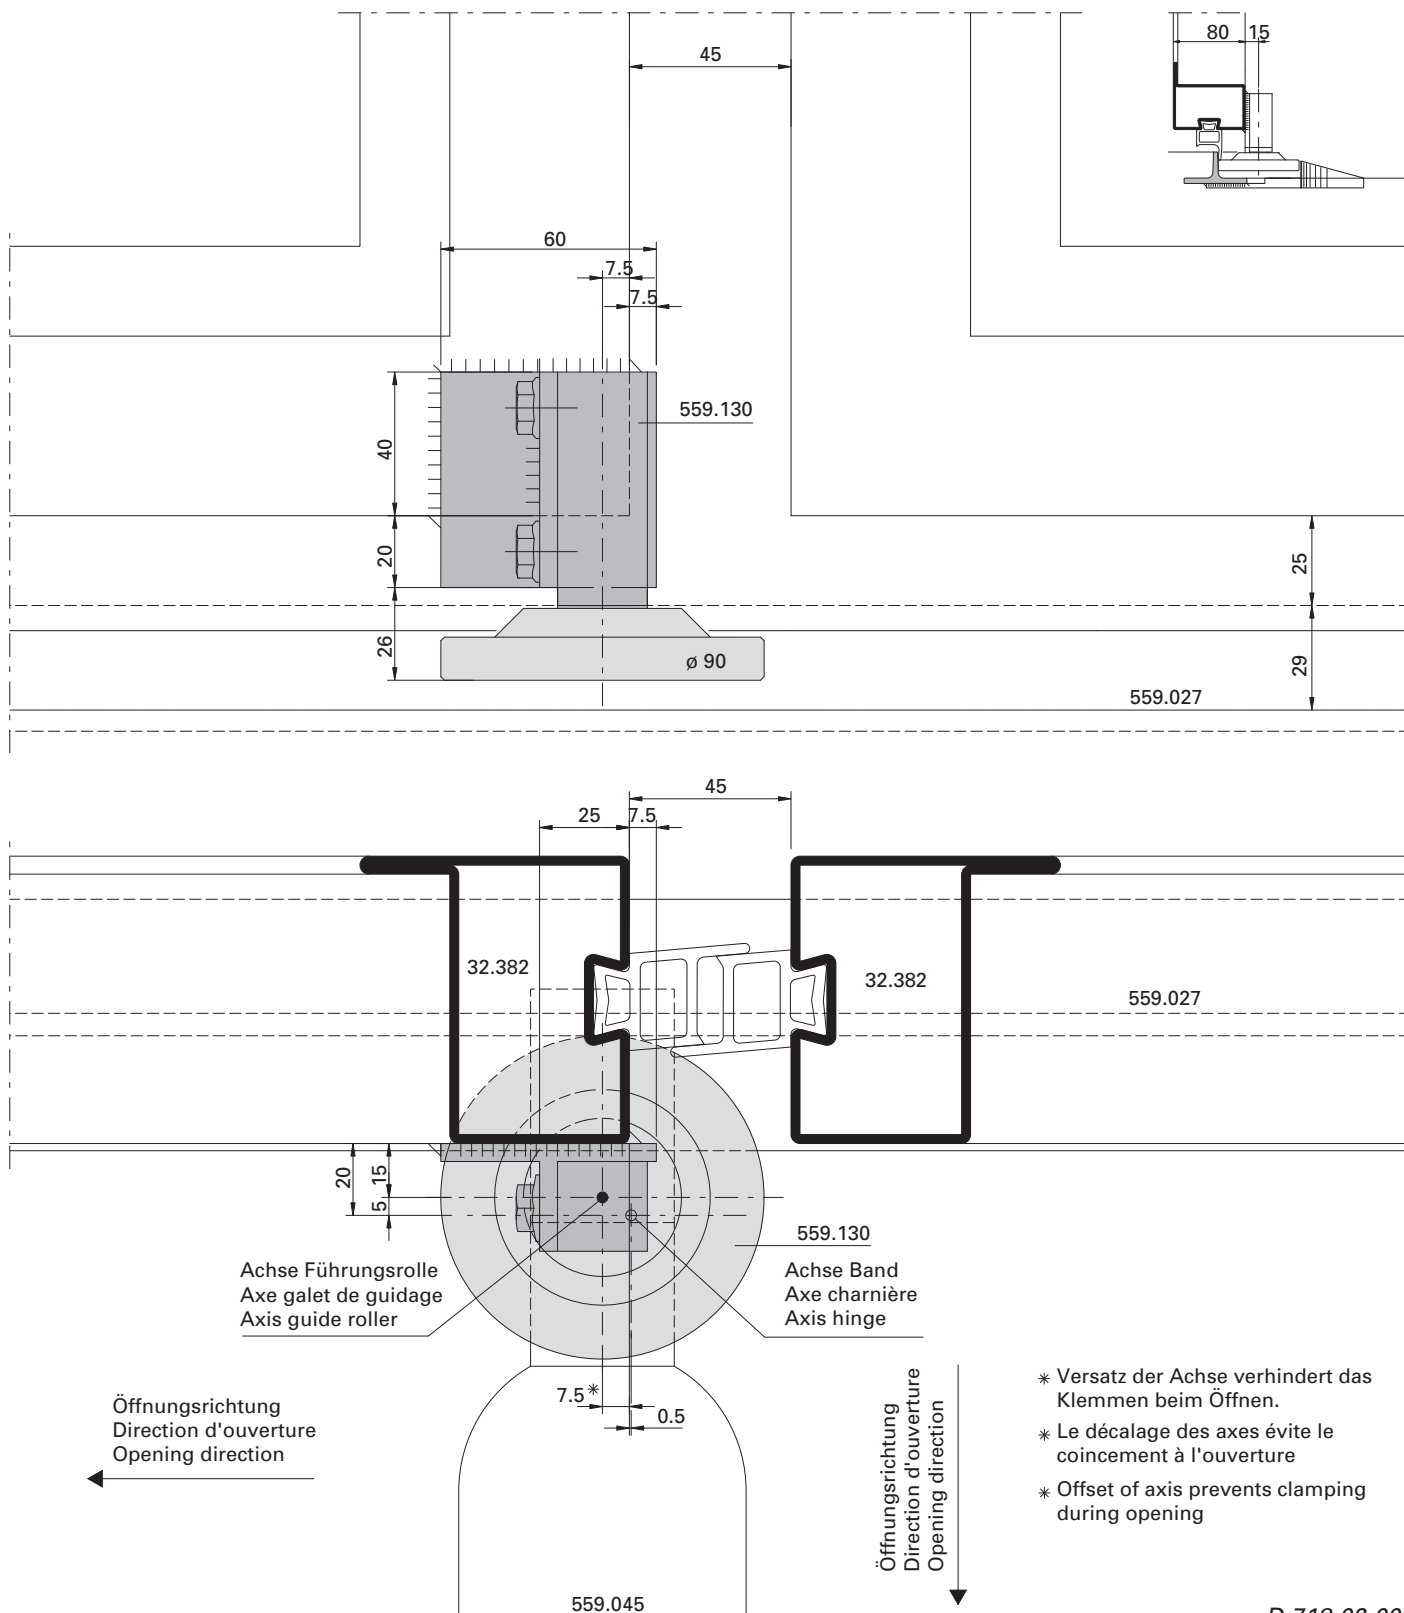 80
15
45
60
7.5
7.5
559.130
40
20
25
26
ø 90
29
559.027
45
25
7.5
32.382
32.382
559.027
20
15
5
559.130
Achse Führungsrolle
Axe galet de guidage
Axis guide roller
Achse Band
Axe charnière
Axis hinge
7.5*
0.5
Öffnungsrichtung
Direction d'ouverture
Opening direction
Öffnungsrichtung
Direction d'ouverture
Opening direction
* Versatz der Achse verhindert das
Klemmen beim Öffnen.
* Le décalage des axes évite le
coincement à l'ouverture
* Offset of axis prevents clamping
during opening
559.045